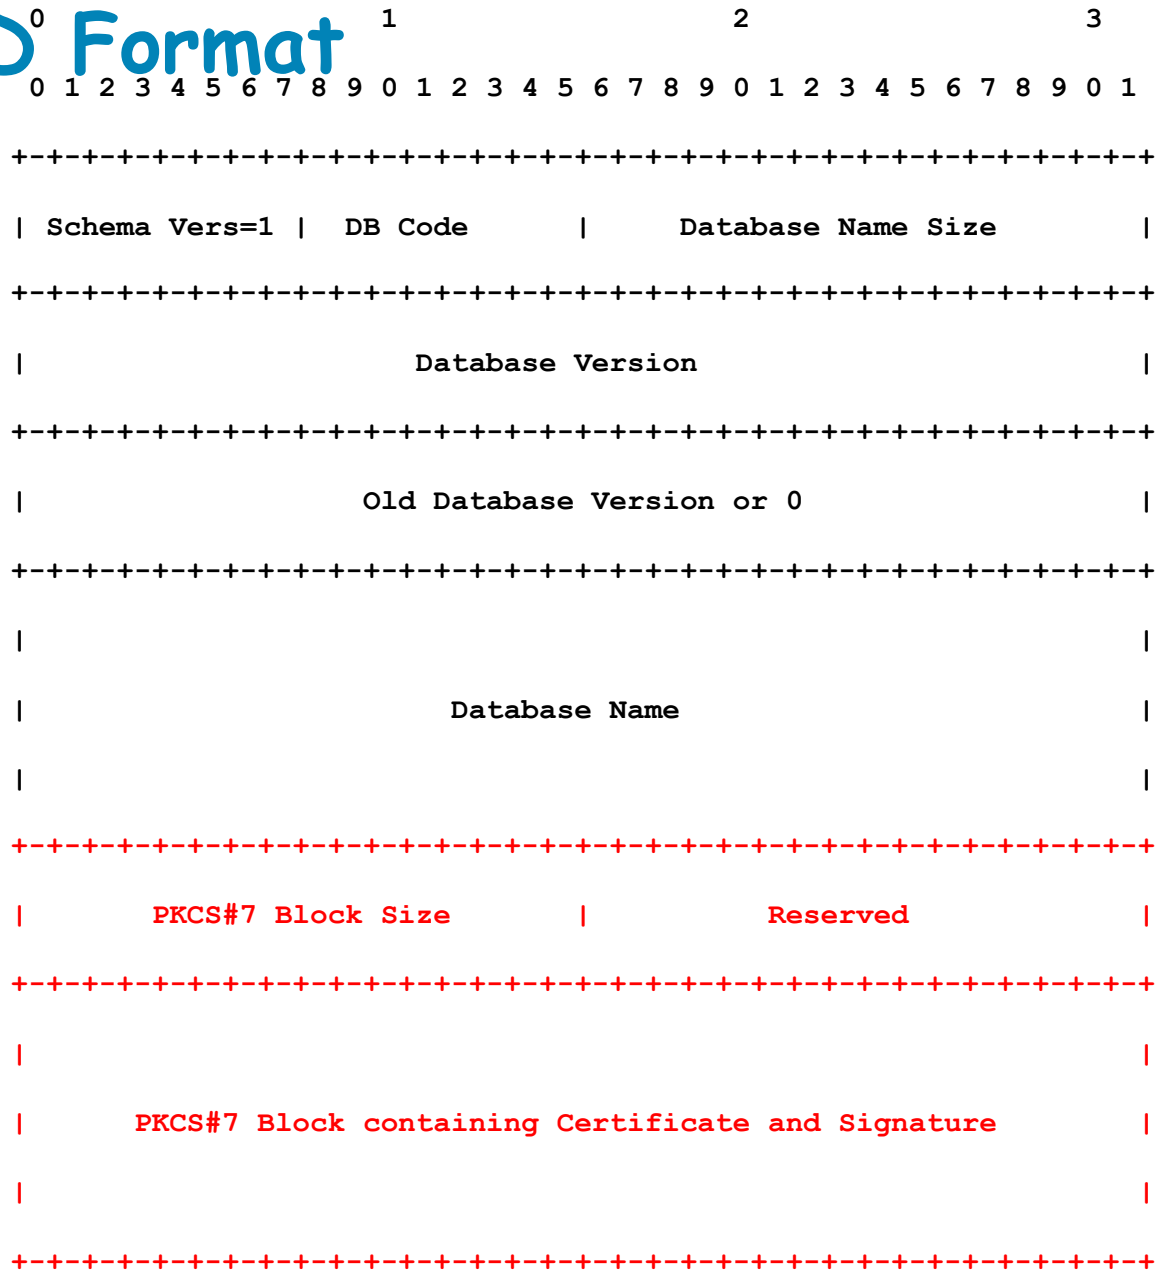 Format
 0                   1                   2                   3
 0 1 2 3 4 5 6 7 8 9 0 1 2 3 4 5 6 7 8 9 0 1 2 3 4 5 6 7 8 9 0 1
+-+-+-+-+-+-+-+-+-+-+-+-+-+-+-+-+-+-+-+-+-+-+-+-+-+-+-+-+-+-+-+-+
| Schema Vers=1 |  DB Code      |     Database Name Size        |
+-+-+-+-+-+-+-+-+-+-+-+-+-+-+-+-+-+-+-+-+-+-+-+-+-+-+-+-+-+-+-+-+
|                      Database Version                         |
+-+-+-+-+-+-+-+-+-+-+-+-+-+-+-+-+-+-+-+-+-+-+-+-+-+-+-+-+-+-+-+-+
|                   Old Database Version or 0                   |
+-+-+-+-+-+-+-+-+-+-+-+-+-+-+-+-+-+-+-+-+-+-+-+-+-+-+-+-+-+-+-+-+
|                                                               |
|                        Database Name                          |
|                                                               |
+-+-+-+-+-+-+-+-+-+-+-+-+-+-+-+-+-+-+-+-+-+-+-+-+-+-+-+-+-+-+-+-+
|       PKCS#7 Block Size       |          Reserved             |
+-+-+-+-+-+-+-+-+-+-+-+-+-+-+-+-+-+-+-+-+-+-+-+-+-+-+-+-+-+-+-+-+
|                                                               |
|      PKCS#7 Block containing Certificate and Signature        |
|                                                               |
+-+-+-+-+-+-+-+-+-+-+-+-+-+-+-+-+-+-+-+-+-+-+-+-+-+-+-+-+-+-+-+-+